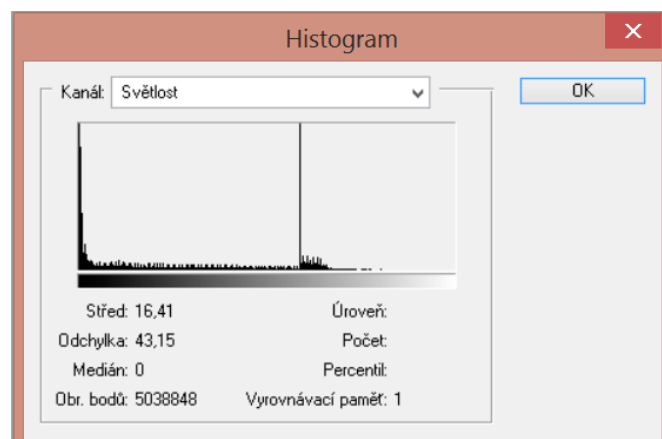 Histogram
Kanál: Světlost
OK
Střed: 16,41 Úroveň:
Odchylka: 43,15 Počet:
Medián: 0 Percentil:
Obr. bodů: 5038848 Vyrovnávací paměť: 1